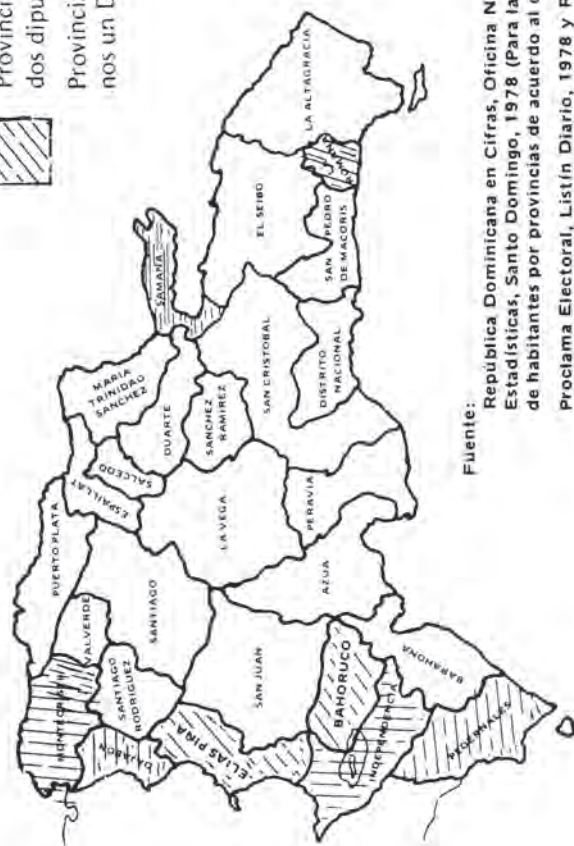 Provinci
dos dipu
Provinci
nos un D
MONTECRISTI
PUERTO PLATA
VALVERDE
DAJABON
SANTIAGO
RODRIGUEZ
SANTIAGO
ESPAILLAT
SALCEDO
MARIA
TRINIDAD
SANCHEZ
DUARTE
SAMANA
SANCHEZ
RAMIREZ
LA VEGA
ELIAS PIÑA
SAN JUAN
AZUA
PERAVIA
SAN CRISTOBAL
DISTRITO
NACIONAL
EL SEIBO
SAN PEDRO
DE MACORIS
LA ALTAGRACIA
BAHORUCO
INDEPENDENCIA
BARAHONA
PEDERNALES
Fuente:
República Dominicana en Cifras, Oficina N
Estadísticas, Santo Domingo, 1978 (Para la
de habitantes por provincias de acuerdo al
Proclama Electoral, Listín Diario, 1978 y